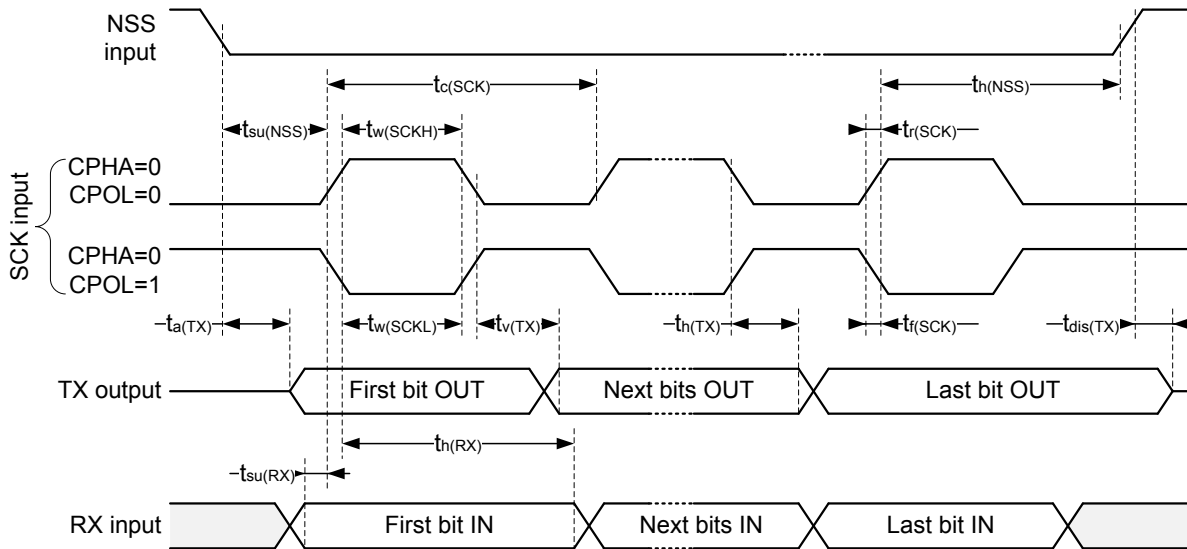 NSS
input
tc(SCK)
th(NSS)
tsu(NSS)
tw(SCKH)
tr(SCK)
SCK input
CPHA=0
CPOL=0
CPHA=0
CPOL=1
ta(TX)
tw(SCKL)
tv(TX)
th(TX)
tf(SCK)
tdis(TX)
TX output
First bit OUT
Next bits OUT
Last bit OUT
th(RX)
tsu(RX)
RX input
First bit IN
Next bits IN
Last bit IN